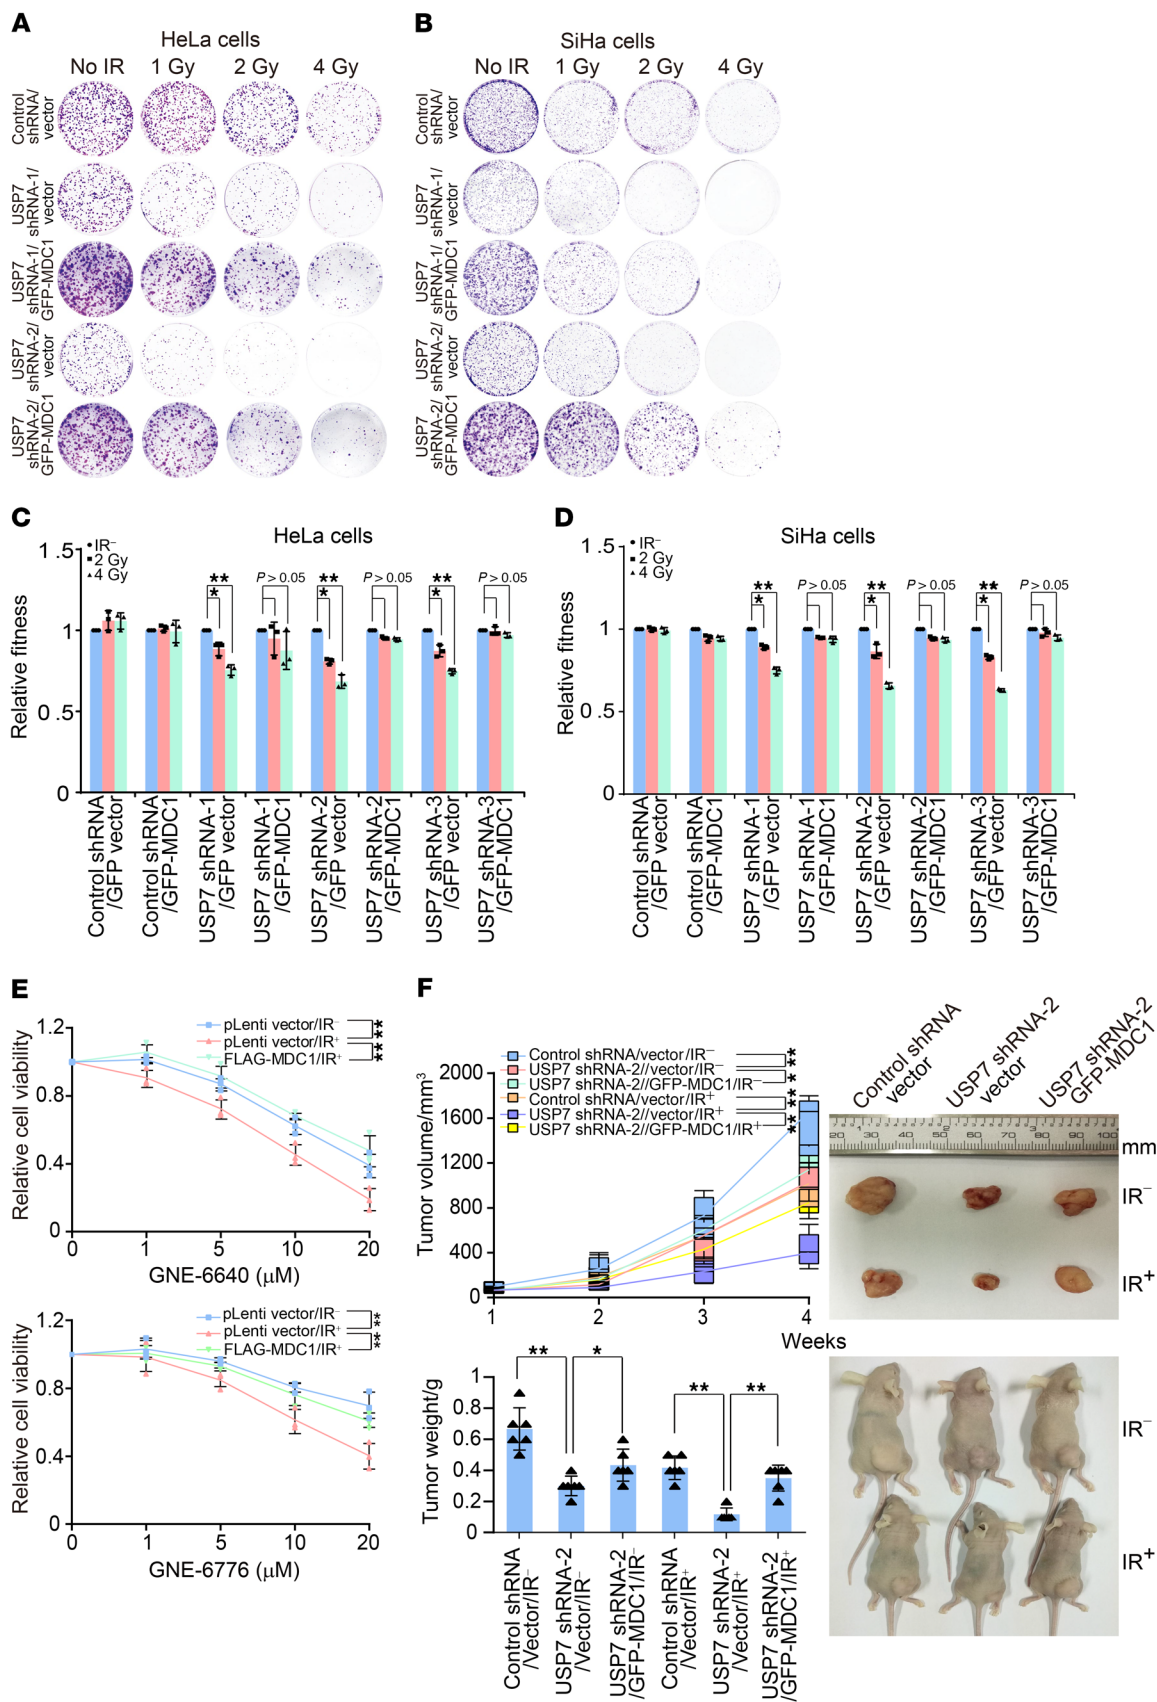 A
HeLa cells
No IR 1 Gy 2 Gy 4 Gy
Control
shRNA/
vector
USP7
shRNA-1/
vector
USP7
shRNA-1/
GFP-MDC1
USP7
shRNA-2/
vector
USP7
shRNA-2/
GFP-MDC1
B
SiHa cells
No IR 1 Gy 2 Gy 4 Gy
Control
shRNA/
vector
USP7
shRNA-1/
vector
USP7
shRNA-1/
GFP-MDC1
USP7
shRNA-2/
vector
USP7
shRNA-2/
GFP-MDC1
C
HeLa cells
IR–
2 Gy
4 Gy
Relative fitness
1.5
1
0.5
0
** * P > 0.05 ** * P > 0.05 ** * P > 0.05
Control shRNA
/GFP vector
Control shRNA
/GFP-MDC1
USP7 shRNA-1
/GFP vector
USP7 shRNA-1
/GFP-MDC1
USP7 shRNA-2
/GFP vector
USP7 shRNA-2
/GFP-MDC1
USP7 shRNA-3
/GFP vector
USP7 shRNA-3
/GFP-MDC1
D
SiHa cells
IR–
2 Gy
4 Gy
Relative fitness
1.5
1
0.5
0
** * P > 0.05 ** * P > 0.05 ** * P > 0.05
Control shRNA
/GFP vector
Control shRNA
/GFP-MDC1
USP7 shRNA-1
/GFP vector
USP7 shRNA-1
/GFP-MDC1
USP7 shRNA-2
/GFP vector
USP7 shRNA-2
/GFP-MDC1
USP7 shRNA-3
/GFP vector
USP7 shRNA-3
/GFP-MDC1
E
Relative cell viability
1.2
0.8
0.4
0
pLenti vector/IR–
pLenti vector/IR+
FLAG-MDC1/IR+
**
**
0 1 5 10 20
GNE-6640 (μM)
Relative cell viability
1.2
0.8
0.4
0
pLenti vector/IR–
pLenti vector/IR+
FLAG-MDC1/IR+
**
**
0 1 5 10 20
GNE-6776 (μM)
F
Tumor volume/mm3
2000
1600
1200
800
400
0
Control shRNA/vector/IR–
USP7 shRNA-2//vector/IR–
USP7 shRNA-2//GFP-MDC1/IR–
Control shRNA/vector/IR+
USP7 shRNA-2//vector/IR+
USP7 shRNA-2//GFP-MDC1/IR+
**
*
**
**
1 2 3 4
Weeks
Tumor weight/g
1
0.8
0.6
0.4
0.2
0
** * ** **
Control shRNA
/Vector/IR–
USP7 shRNA-2
/Vector/IR–
USP7 shRNA-2
/GFP-MDC1/IR–
Control shRNA
/Vector/IR+
USP7 shRNA-2
/Vector/IR+
USP7 shRNA-2
/GFP-MDC1/IR+
Control shRNA
vector
USP7 shRNA-2
vector
USP7 shRNA-2
GFP-MDC1
20 30 40 50 60 70 80 90 100
mm
IR–
IR+
IR–
IR+